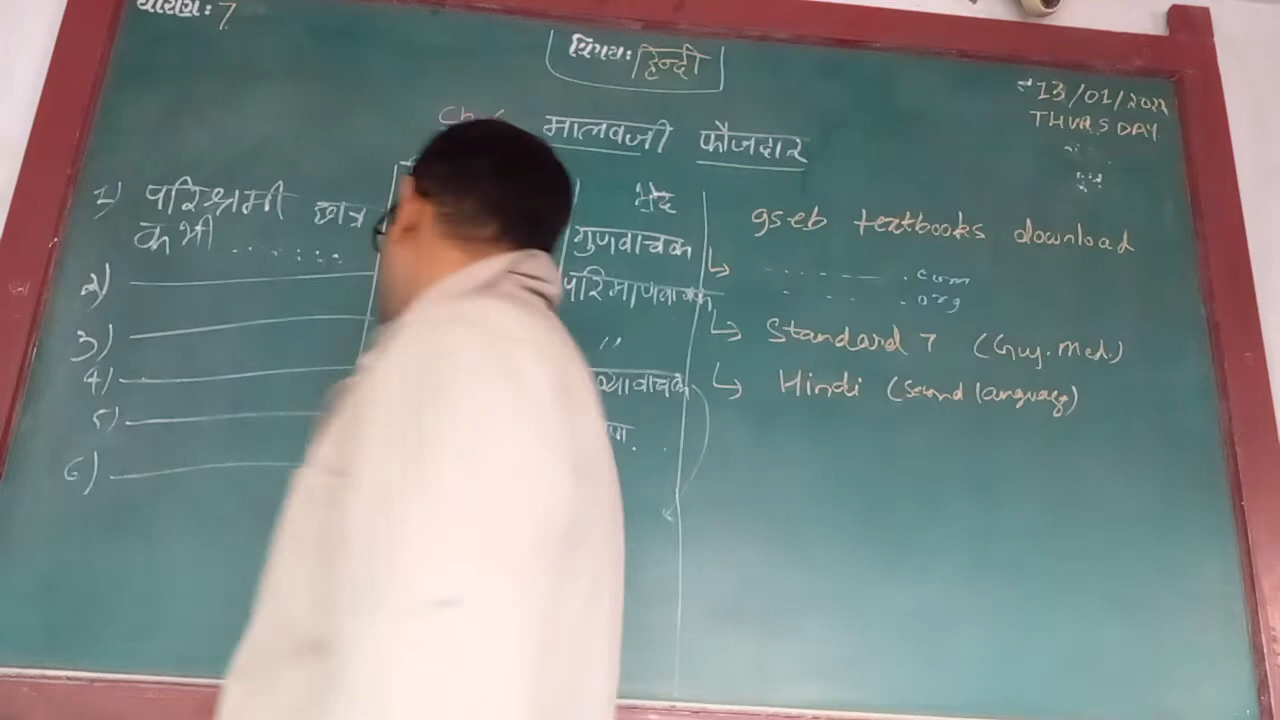 धोरण: 7
विषय: हिन्दी
13/01/2022
THURSDAY
मालवजी फौजदार
1) परिश्रमी छात्र
कभी .......
2)
3)
4)
5)
6)
भेद
गुणवाचक
परिमाणवाचक
"
gseb textbooks download
↳ ....... .com
..... .org
↳ Standard 7 (Guj. Med.)
↳ Hindi (Second language)